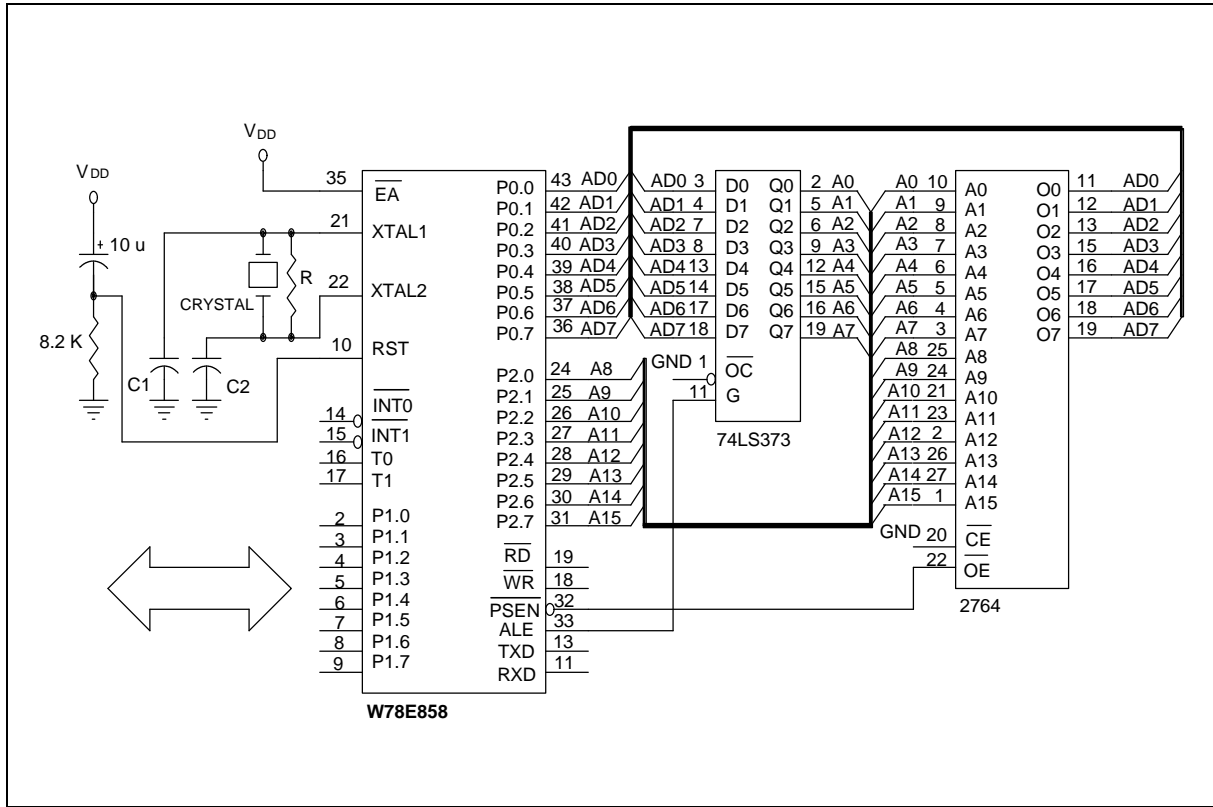 VDD
VDD
10 u
+
8.2 K
C1
C2
CRYSTAL
R
35 EA
21 XTAL1
22 XTAL2
10 RST
14 INT0
15 INT1
16 T0
17 T1
2 P1.0
3 P1.1
4 P1.2
5 P1.3
6 P1.4
7 P1.5
8 P1.6
9 P1.7
P0.0 43 AD0
P0.1 42 AD1
P0.2 41 AD2
P0.3 40 AD3
P0.4 39 AD4
P0.5 38 AD5
P0.6 37 AD6
P0.7 36 AD7
P2.0 24 A8
P2.1 25 A9
P2.2 26 A10
P2.3 27 A11
P2.4 28 A12
P2.5 29 A13
P2.6 30 A14
P2.7 31 A15
RD 19
WR 18
PSEN 32
ALE 33
TXD 13
RXD 11
W78E858
AD0 3 D0 Q0 2 A0
AD1 4 D1 Q1 5 A1
AD2 7 D2 Q2 6 A2
AD3 8 D3 Q3 9 A3
AD4 13 D4 Q4 12 A4
AD5 14 D5 Q5 15 A5
AD6 17 D6 Q6 16 A6
AD7 18 D7 Q7 19 A7
GND 1 OC
11 G
74LS373
A0 10 A0 O0 11 AD0
A1 9 A1 O1 12 AD1
A2 8 A2 O2 13 AD2
A3 7 A3 O3 15 AD3
A4 6 A4 O4 16 AD4
A5 5 A5 O5 17 AD5
A6 4 A6 O6 18 AD6
A7 3 A7 O7 19 AD7
A8 25 A8
A9 24 A9
A10 21 A10
A11 23 A11
A12 2 A12
A13 26 A13
A14 27 A14
A15 1 A15
GND 20 CE
22 OE
2764